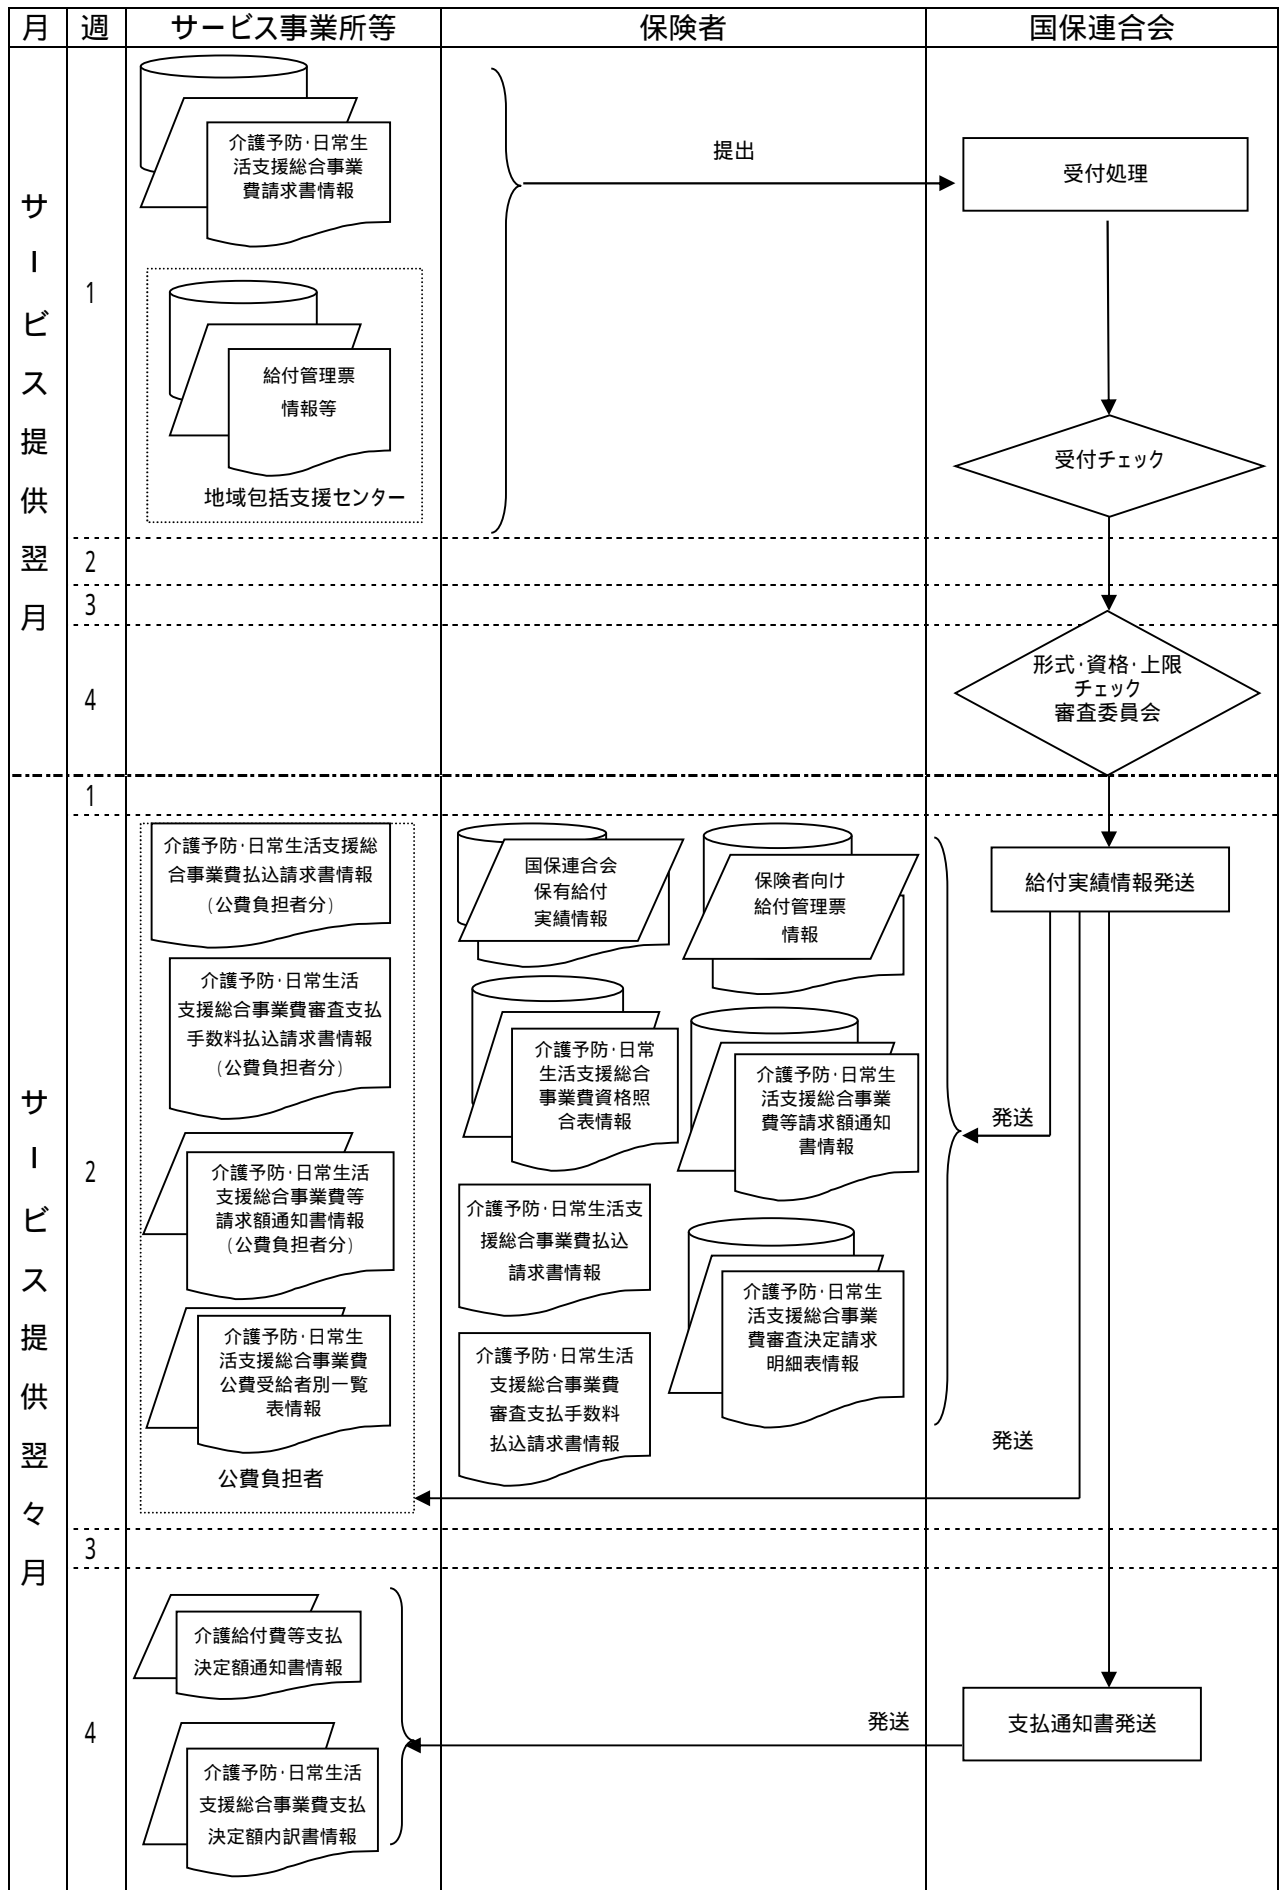 月
週
サービス事業所等
保険者
国保連合会
サービス提供翌月
1
介護予防・日常生
活支援総合事業
費請求書情報
給付管理票
情報等
地域包括支援センター
提出
受付処理
受付チェック
2
3
4
形式・資格・上限
チェック
審査委員会
サービス提供翌々月
1
2
介護予防・日常生活支援総
合事業費払込請求書情報
(公費負担者分)
介護予防・日常生活
支援総合事業費審査支払
手数料払込請求書情報
(公費負担者分)
介護予防・日常生活
支援総合事業費等
請求額通知書情報
(公費負担者分)
介護予防・日常生
活支援総合事業費
公費受給者別一覧
表情報
公費負担者
国保連合会
保有給付
実績情報
保険者向け
給付管理票
情報
介護予防・日常
生活支援総合
事業費資格照
合表情報
介護予防・日常生
活支援総合事業
費等請求額通知
書情報
介護予防・日常生活支
援総合事業費払込
請求書情報
介護予防・日常生
活支援総合事業
費審査決定請求
明細表情報
介護予防・日常生活
支援総合事業費
審査支払手数料
払込請求書情報
給付実績情報発送
発送
発送
3
4
介護給付費等支払
決定額通知書情報
介護予防・日常生活
支援総合事業費支払
決定額内訳書情報
発送
支払通知書発送